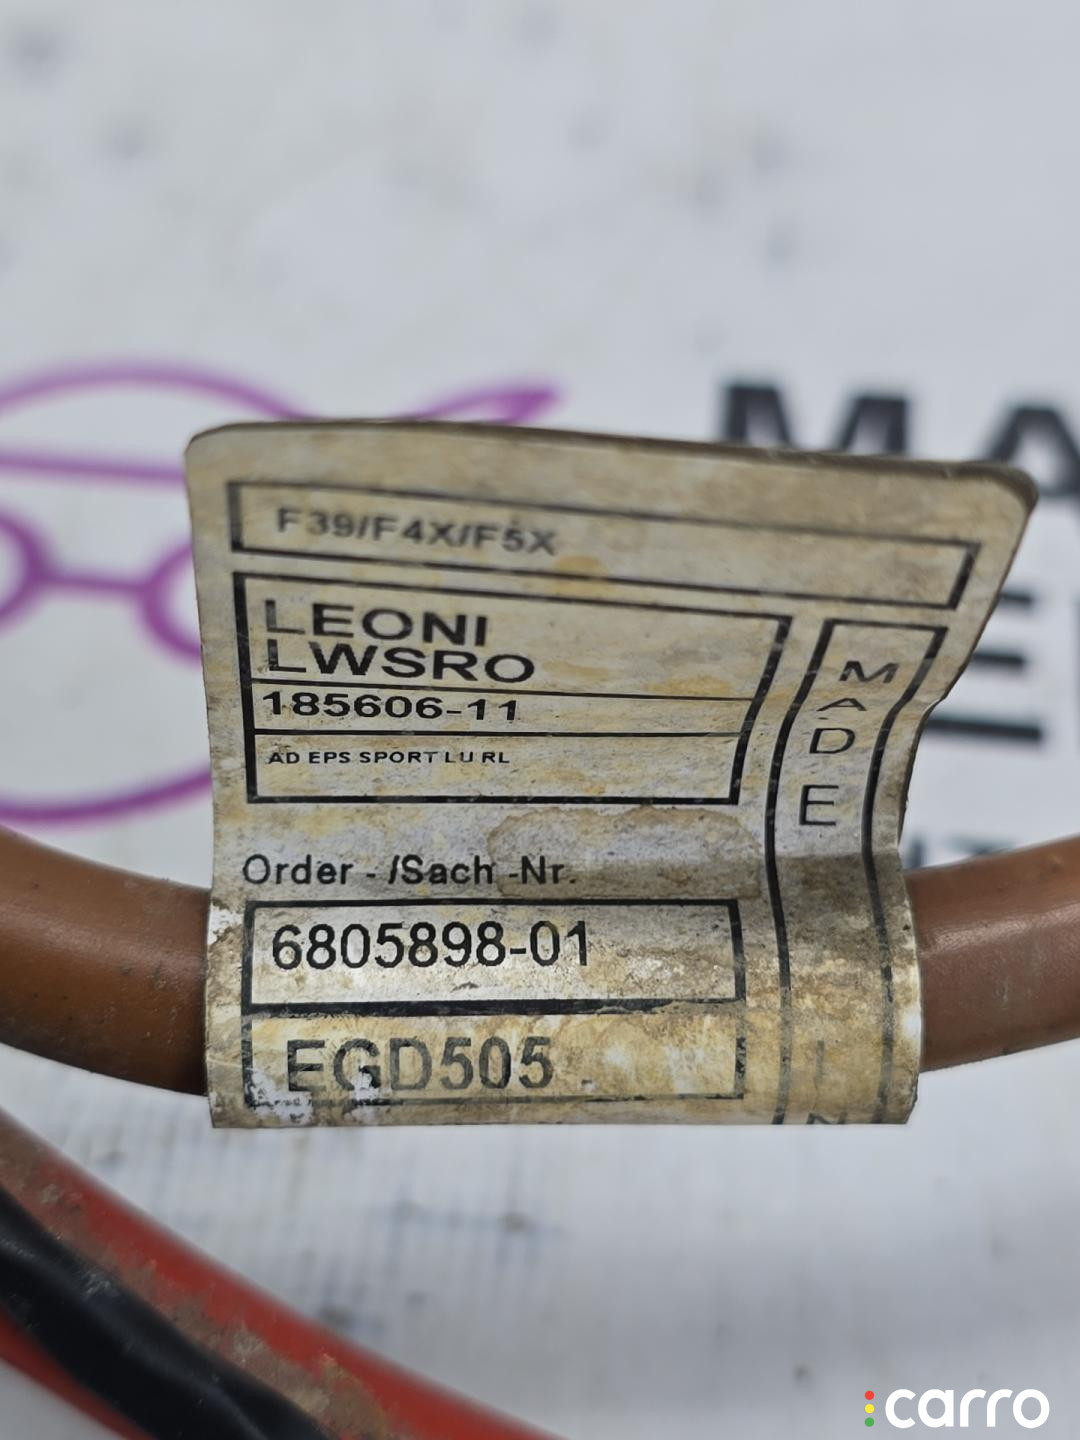 F39/F4X/F5X
LEONI
LWSRO
185606-11
AD EPS SPORT LU RL
MADE
IN
Order - /Sach -Nr.
6805898-01
EGD505
carro